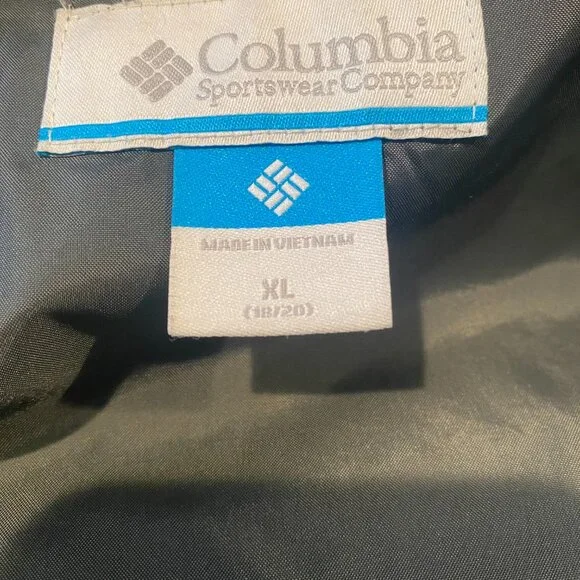 Columbia
Sportswear Company
MADE IN VIETNAM
XL
(18/20)